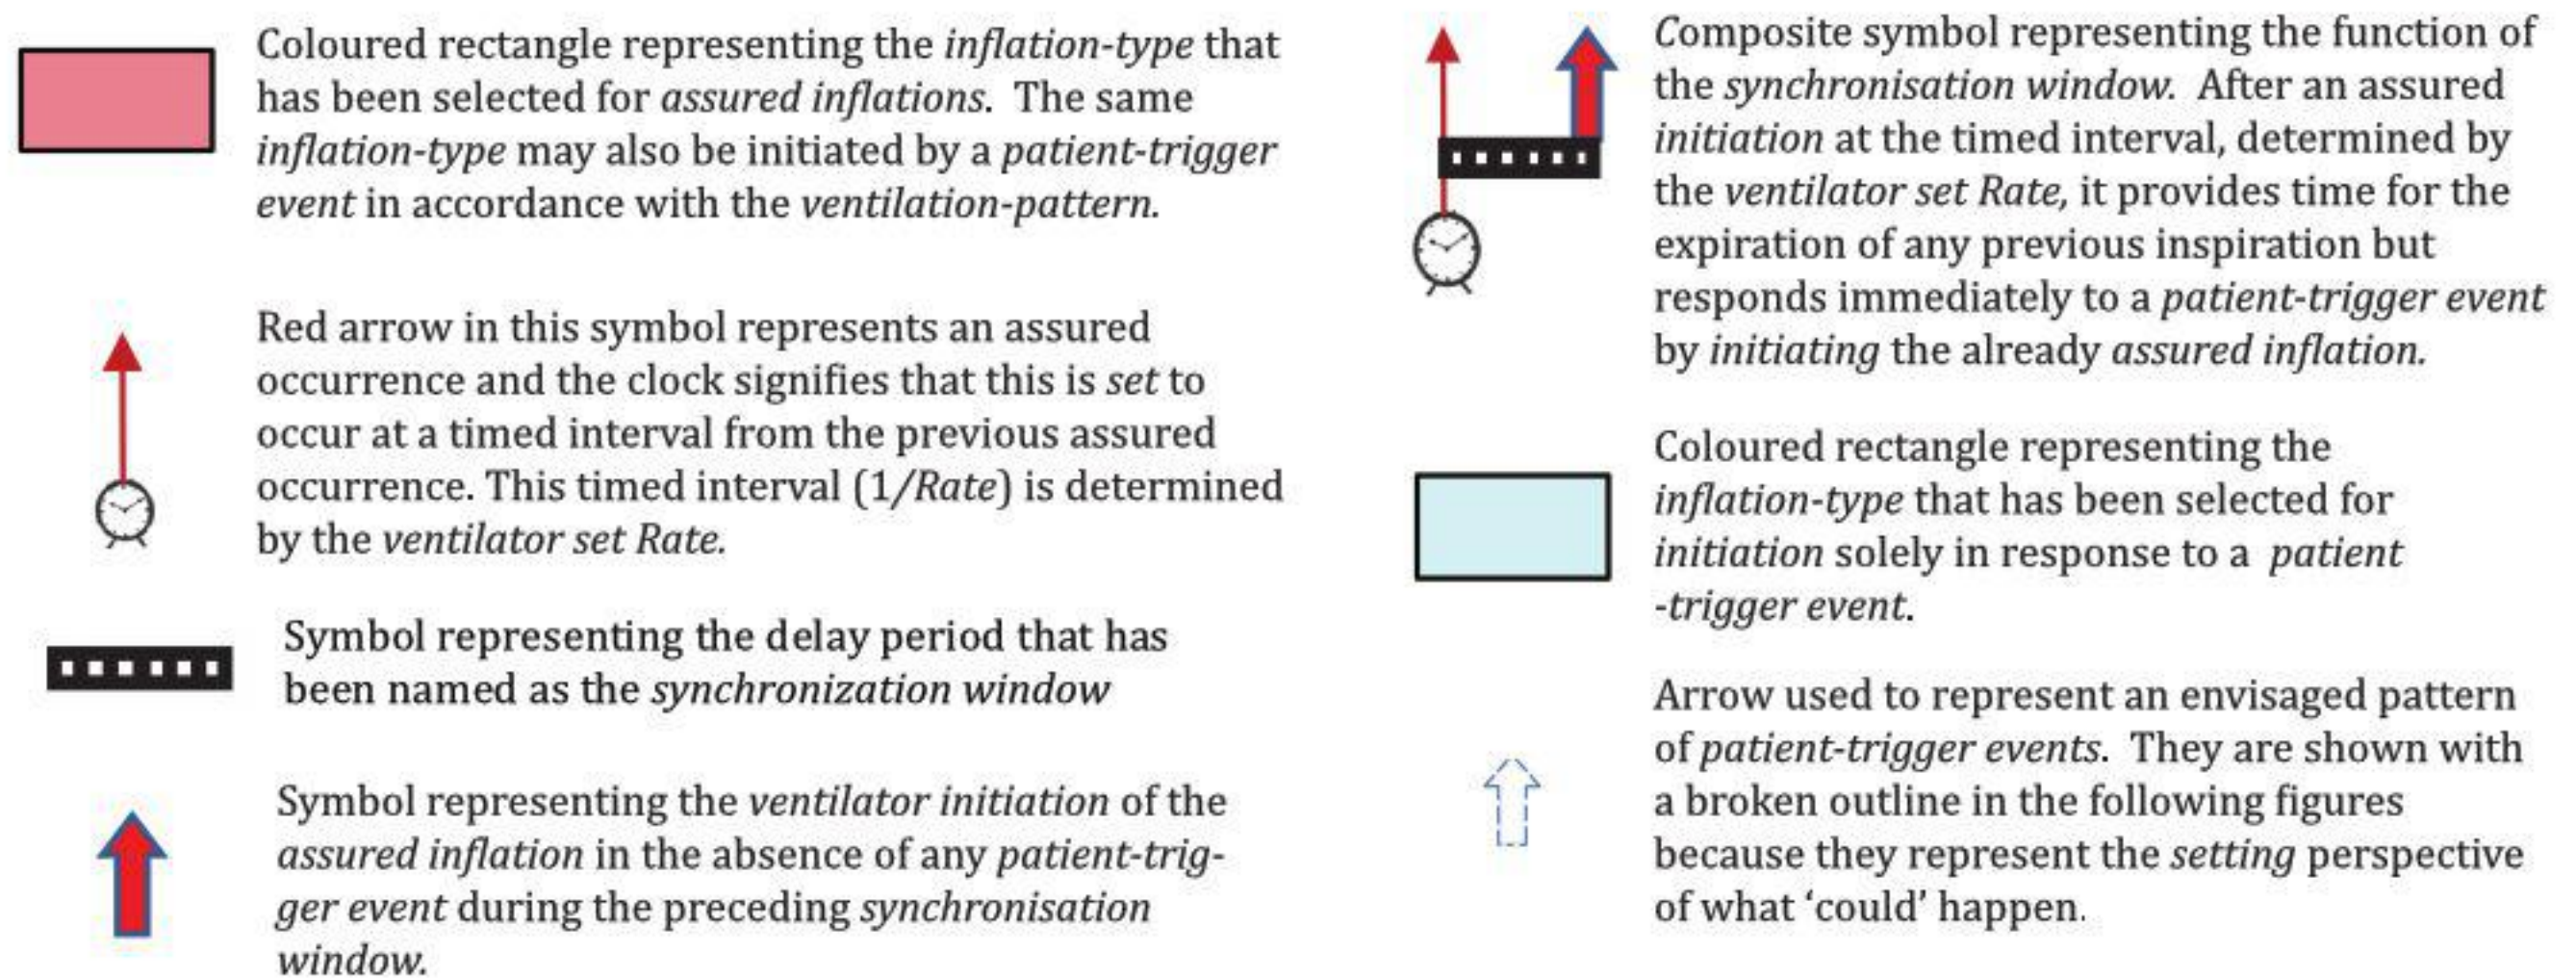 Coloured rectangle representing the inflation-type that
has been selected for assured inflations. The same
inflation-type may also be initiated by a patient-trigger
event in accordance with the ventilation-pattern.
Red arrow in this symbol represents an assured
occurrence and the clock signifies that this is set to
occur at a timed interval from the previous assured
occurrence. This timed interval (1/Rate) is determined
by the ventilator set Rate.
Symbol representing the delay period that has
been named as the synchronization window
Symbol representing the ventilator initiation of the
assured inflation in the absence of any patient-trig-
ger event during the preceding synchronisation
window.
Composite symbol representing the function of
the synchronisation window. After an assured
initiation at the timed interval, determined by
the ventilator set Rate, it provides time for the
expiration of any previous inspiration but
responds immediately to a patient-trigger event
by initiating the already assured inflation.
Coloured rectangle representing the
inflation-type that has been selected for
initiation solely in response to a patient
-trigger event.
Arrow used to represent an envisaged pattern
of patient-trigger events. They are shown with
a broken outline in the following figures
because they represent the setting perspective
of what ‘could’ happen.